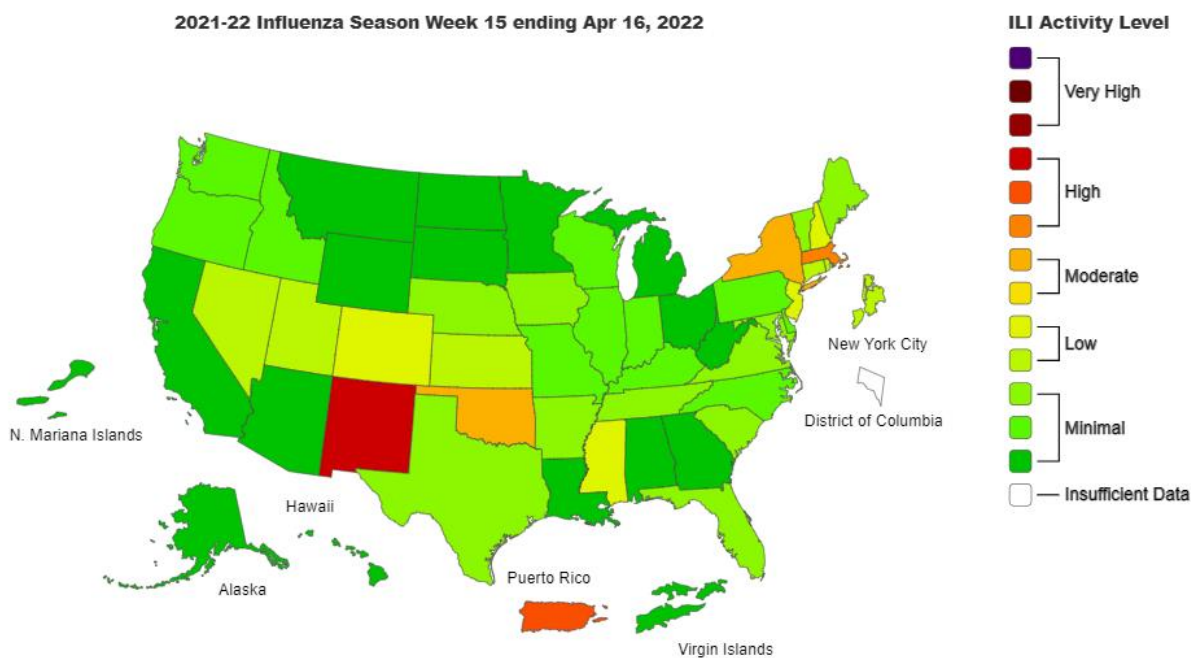 2021-22 Influenza Season Week 15 ending Apr 16, 2022
ILI Activity Level
Very High
High
Moderate
Low
Minimal
Insufficient Data
New York City
District of Columbia
N. Mariana Islands
Hawaii
Alaska
Puerto Rico
Virgin Islands